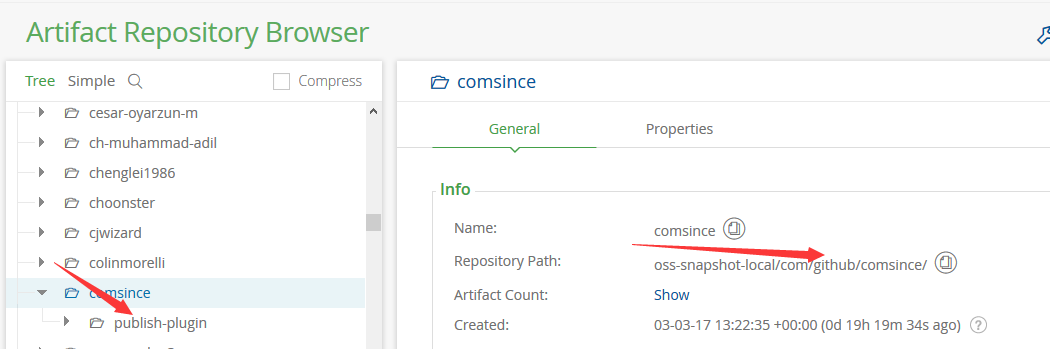 Artifact Repository Browser
Tree Simple Compress
cesar-oyarzun-m
ch-muhammad-adil
chenglei1986
choonster
cjwizard
colinmorelli
comsince
publish-plugin
comsince
General Properties
Info
Name: comsince
Repository Path: oss-snapshot-local/com/github/comsince/
Artifact Count: Show
Created: 03-03-17 13:22:35 +00:00 (0d 19h 19m 34s ago) ?